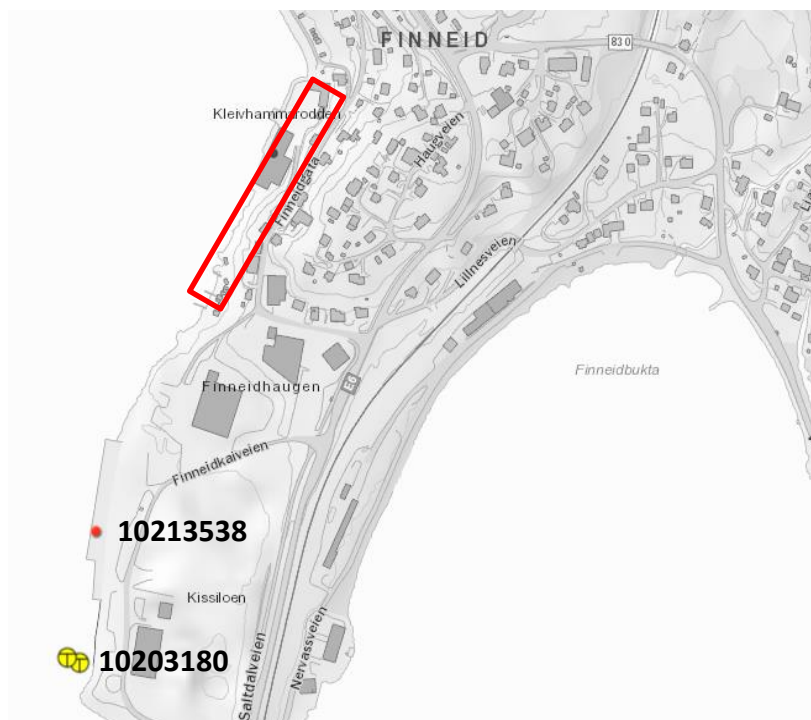 FINNEID
830
Kleivhammarodden
Haugveien
Finneidgata
Lillnesveien
Finneidbukta
E6
Finneidhaugen
Finneidkaiveien
10213538
Kissiloen
10203180
Saltdalveien
Nervassveien